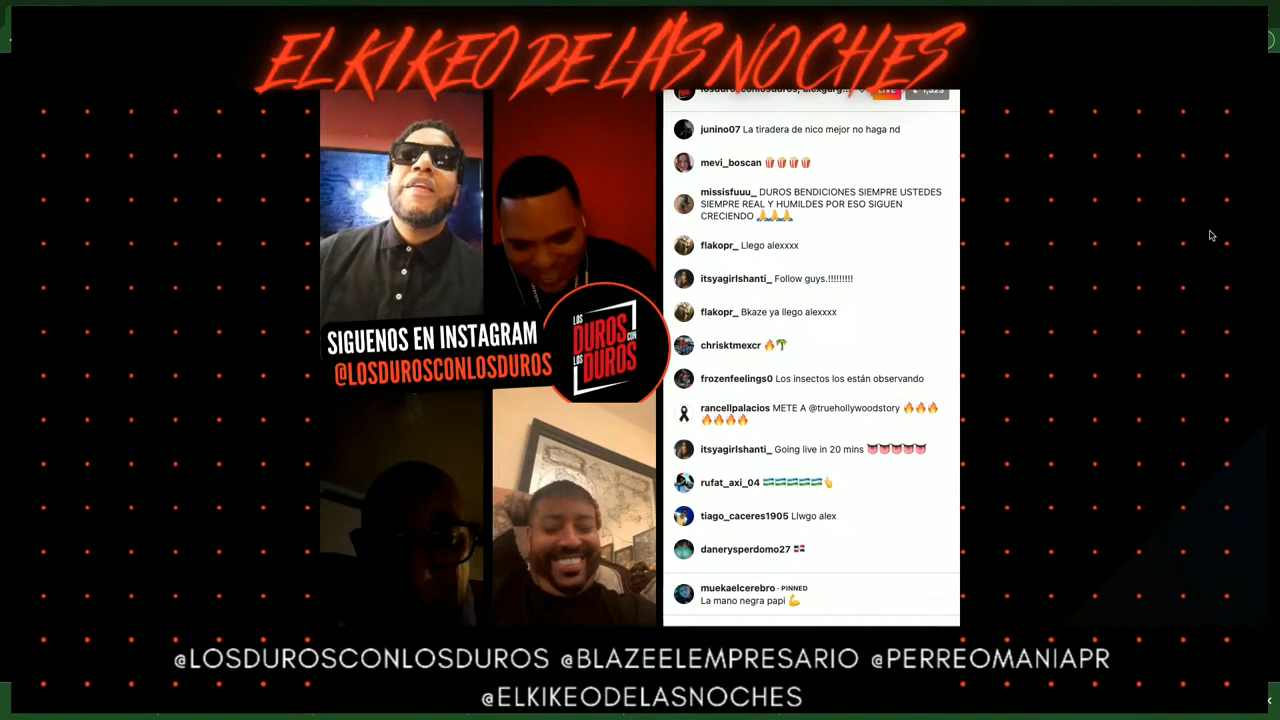 EL KIKEO DE LAS NOCHES
LIVE
1,323
junino07 La tiradera de nico mejor no haga nd
mevi_boscan 🍿🍿🍿🍿
missisfuuu_ DUROS BENDICIONES SIEMPRE USTEDES
SIEMPRE REAL Y HUMILDES POR ESO SIGUEN
CRECIENDO 🙏🙏🙏
flakopr_ Llego alexxxx
itsyagirlshanti_ Follow guys.!!!!!!!!!
flakopr_ Bkaze ya llego alexxxx
chrisktmexcr 🔥🌴
frozenfeelings0 Los insectos los están observando
rancellpalacios METE A @truehollywoodstory 🔥🔥🔥
🔥🔥🔥🔥
itsyagirlshanti_ Going live in 20 mins 👅👅👅👅👅
rufat_axi_04 🇺🇿🇺🇿🇺🇿🇺🇿🇺🇿👆
tiago_caceres1905 Llwgo alex
danerysperdomo27 🇩🇴
muekaelcerebro · PINNED
La mano negra papi 💪
SIGUENOS EN INSTAGRAM
@LOSDUROSCONLOSDUROS
LOS
DUROS
CON
LOS
DUROS
@LOSDUROSCONLOSDUROS @BLAZEELEMPRESARIO @PERREOMANIAPR
@ELKIKEODELASNOCHES